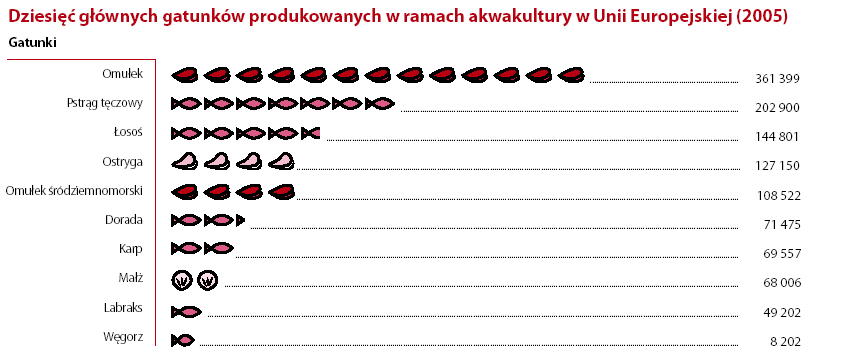 Dziesięć głównych gatunków produkowanych w ramach akwakultury w Unii Europejskiej (2005)
Gatunki
Omułek 361 399
Pstrąg tęczowy 202 900
Łosoś 144 801
Ostryga 127 150
Omułek śródziemnomorski 108 522
Dorada 71 475
Karp 69 557
Małż 68 006
Labraks 49 202
Węgorz 8 202